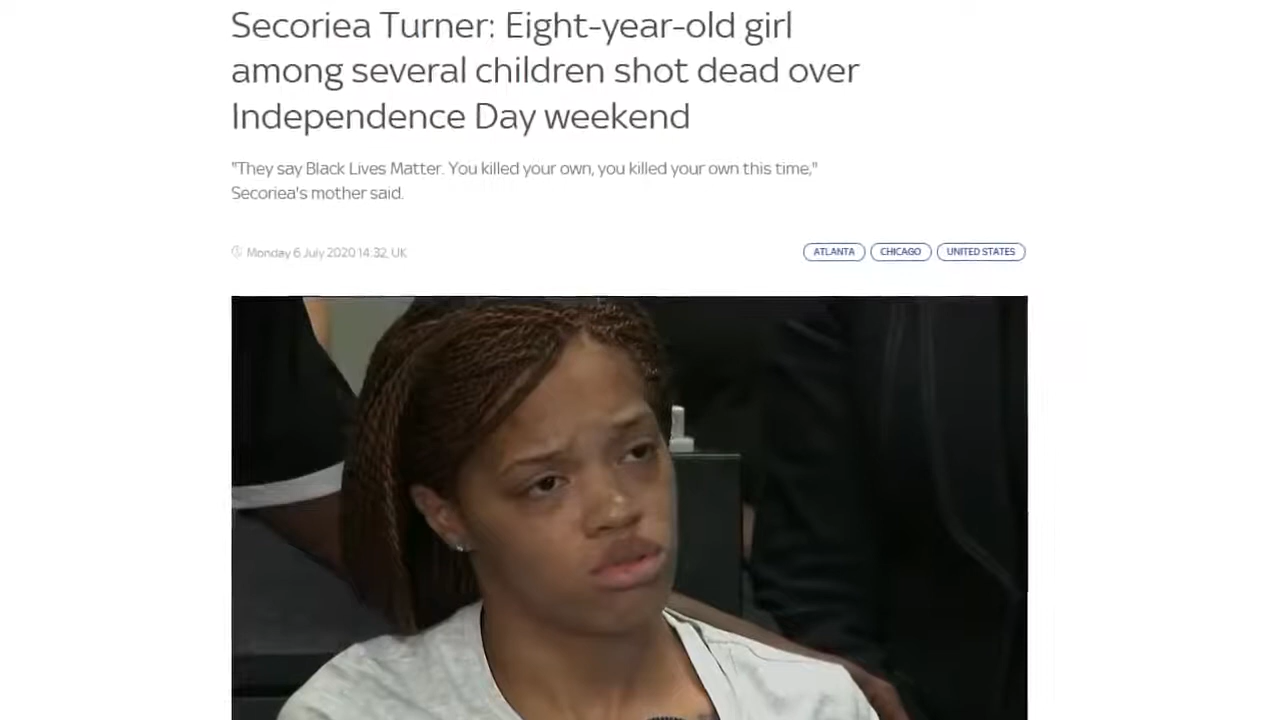 Secoriea Turner: Eight-year-old girl
among several children shot dead over
Independence Day weekend
"They say Black Lives Matter. You killed your own, you killed your own this time,"
Secoriea's mother said.
Monday 6 July 2020 14:32, UK
ATLANTA
CHICAGO
UNITED STATES